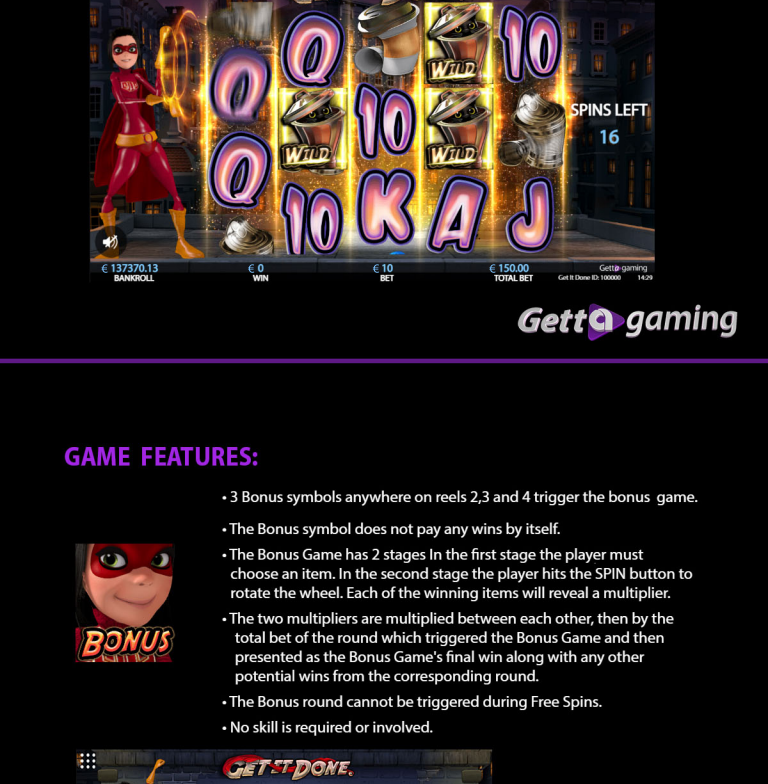 Q
10
WILD
10
SPINS LEFT
16
WILD
WILD
Q
10
K
A
J
€ 137370.13
BANKROLL
€ 0
WIN
€ 10
BET
€ 150.00
TOTAL BET
Getta gaming
Get It Done ID: 100000
14:29
Getta gaming
GAME FEATURES:
• 3 Bonus symbols anywhere on reels 2,3 and 4 trigger the bonus game.
• The Bonus symbol does not pay any wins by itself.
• The Bonus Game has 2 stages In the first stage the player must
choose an item. In the second stage the player hits the SPIN button to
rotate the wheel. Each of the winning items will reveal a multiplier.
• The two multipliers are multiplied between each other, then by the
total bet of the round which triggered the Bonus Game and then
presented as the Bonus Game's final win along with any other
potential wins from the corresponding round.
• The Bonus round cannot be triggered during Free Spins.
• No skill is required or involved.
BONUS
GET IT DONE